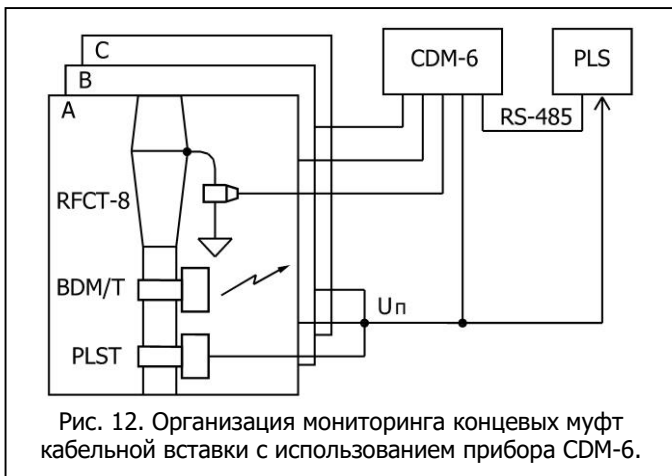 C
B
A
CDM-6
PLS
RS-485
RFCT-8
BDM/T
Uп
PLST
Рис. 12. Организация мониторинга концевых муфт
кабельной вставки с использованием прибора CDM-6.